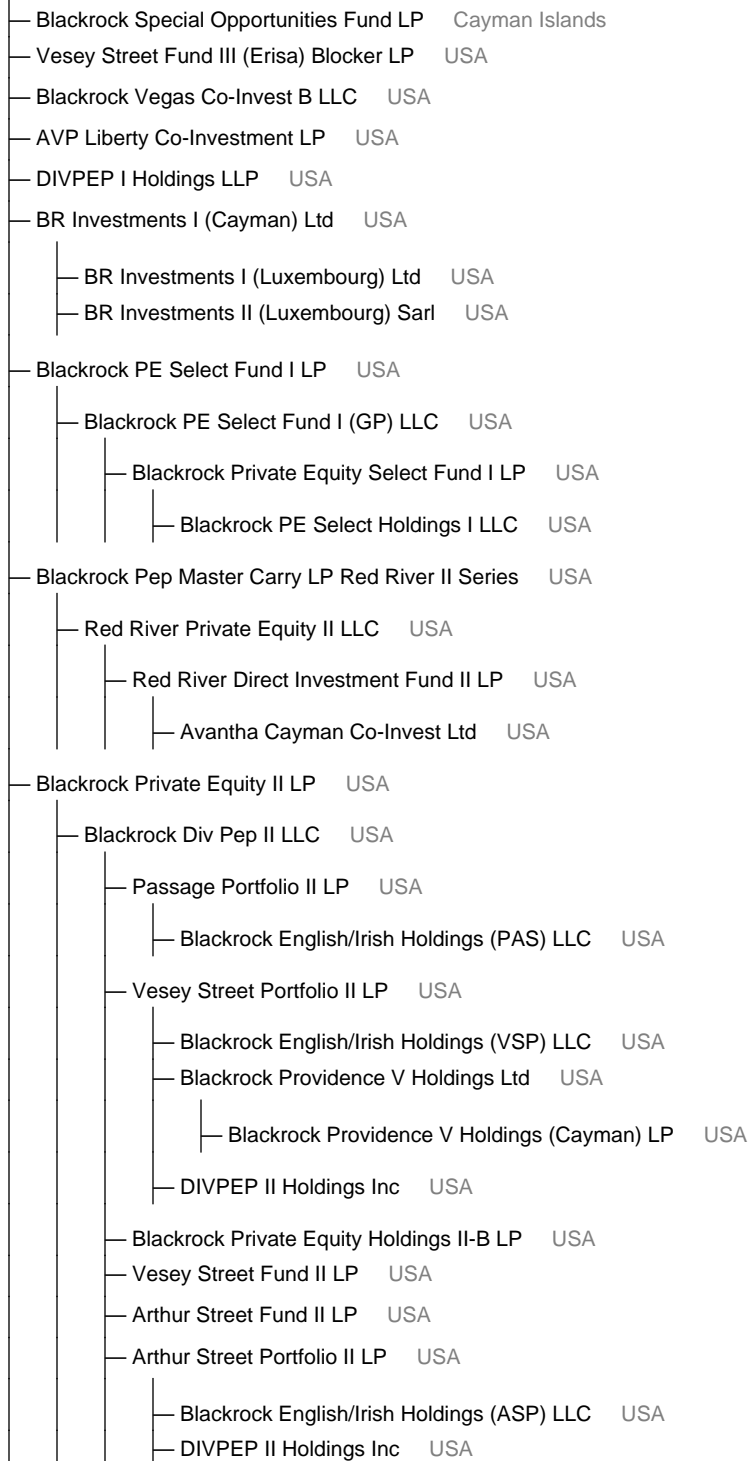 Blackrock Special Opportunities Fund LP Cayman Islands
Vesey Street Fund III (Erisa) Blocker LP USA
Blackrock Vegas Co-Invest B LLC USA
AVP Liberty Co-Investment LP USA
DIVPEP I Holdings LLP USA
BR Investments I (Cayman) Ltd USA
BR Investments I (Luxembourg) Ltd USA
BR Investments II (Luxembourg) Sarl USA
Blackrock PE Select Fund I LP USA
Blackrock PE Select Fund I (GP) LLC USA
Blackrock Private Equity Select Fund I LP USA
Blackrock PE Select Holdings I LLC USA
Blackrock Pep Master Carry LP Red River II Series USA
Red River Private Equity II LLC USA
Red River Direct Investment Fund II LP USA
Avantha Cayman Co-Invest Ltd USA
Blackrock Private Equity II LP USA
Blackrock Div Pep II LLC USA
Passage Portfolio II LP USA
Blackrock English/Irish Holdings (PAS) LLC USA
Vesey Street Portfolio II LP USA
Blackrock English/Irish Holdings (VSP) LLC USA
Blackrock Providence V Holdings Ltd USA
Blackrock Providence V Holdings (Cayman) LP USA
DIVPEP II Holdings Inc USA
Blackrock Private Equity Holdings II-B LP USA
Vesey Street Fund II LP USA
Arthur Street Fund II LP USA
Arthur Street Portfolio II LP USA
Blackrock English/Irish Holdings (ASP) LLC USA
DIVPEP II Holdings Inc USA